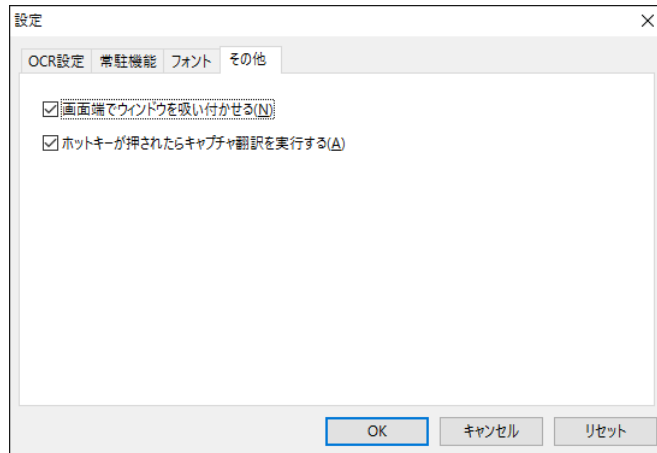 設定
OCR設定 常駐機能 フォント その他
画面端でウィンドウを吸い付かせる(N)
ホットキーが押されたらキャプチャ翻訳を実行する(A)
OK キャンセル リセット